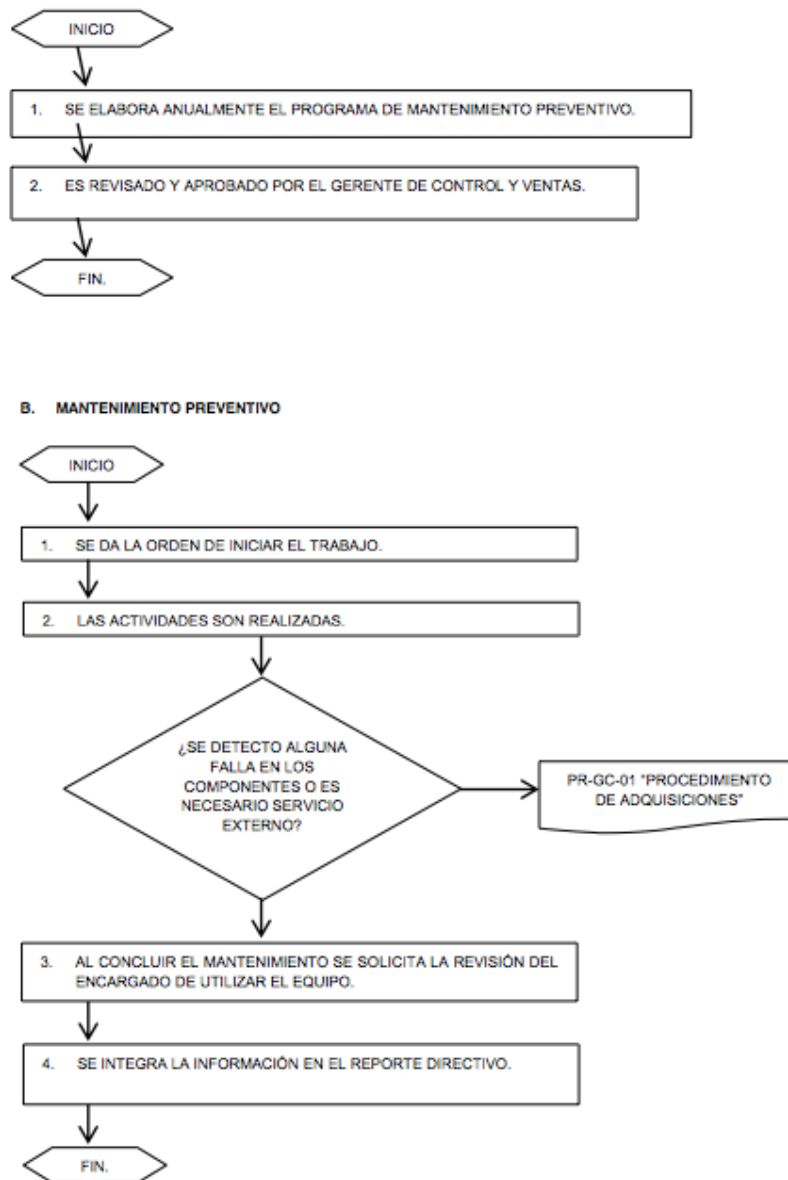 INICIO
1. SE ELABORA ANUALMENTE EL PROGRAMA DE MANTENIMIENTO PREVENTIVO.
2. ES REVISADO Y APROBADO POR EL GERENTE DE CONTROL Y VENTAS.
FIN.
B. MANTENIMIENTO PREVENTIVO
INICIO
1. SE DA LA ORDEN DE INICIAR EL TRABAJO.
2. LAS ACTIVIDADES SON REALIZADAS.
¿SE DETECTO ALGUNA
FALLA EN LOS
COMPONENTES O ES
NECESARIO SERVICIO
EXTERNO?
PR-GC-01 "PROCEDIMIENTO
DE ADQUISICIONES"
3. AL CONCLUIR EL MANTENIMIENTO SE SOLICITA LA REVISIÓN DEL
ENCARGADO DE UTILIZAR EL EQUIPO.
4. SE INTEGRA LA INFORMACIÓN EN EL REPORTE DIRECTIVO.
FIN.